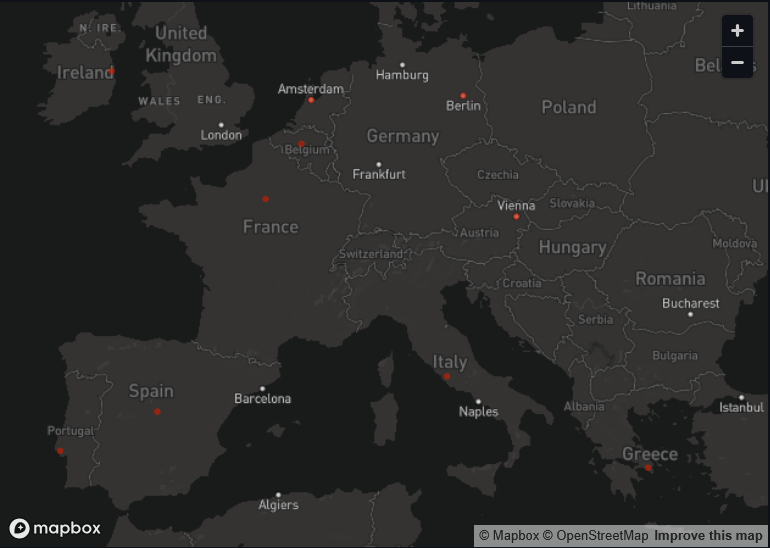 Lithuania
N. IRE.
United
Kingdom
Ireland
Hamburg
Amsterdam
Berlin
WALES ENG.
Poland
London
Germany
Belgium
Frankfurt
Czechia
Vienna
Slovakia
France
Austria
Hungary
Moldova
Switzerland
Romania
Croatia
Bucharest
Serbia
Bulgaria
Italy
Spain
Barcelona
Naples
Albania
Istanbul
Portugal
Greece
Algiers
mapbox
© Mapbox © OpenStreetMap Improve this map